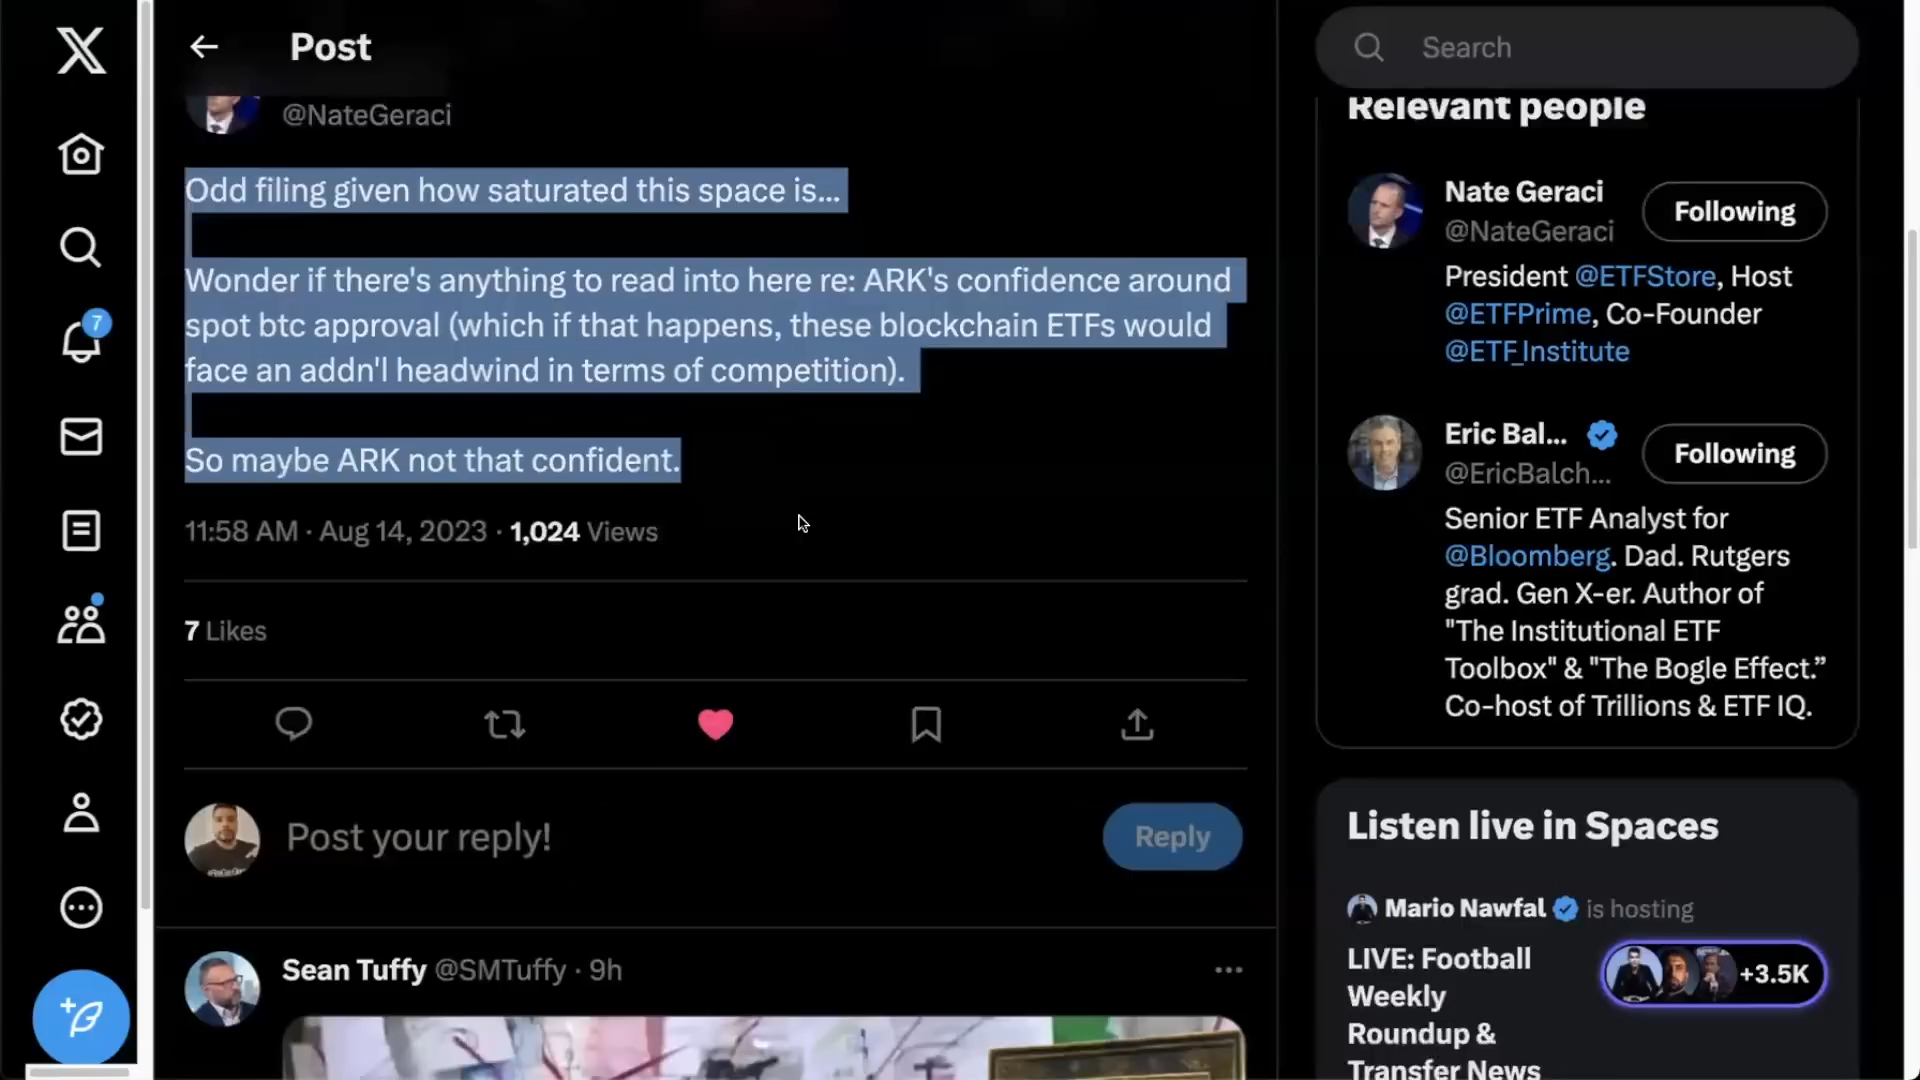 Post
@NateGeraci
Odd filing given how saturated this space is...
Wonder if there's anything to read into here re: ARK's confidence around
spot btc approval (which if that happens, these blockchain ETFs would
face an addn'l headwind in terms of competition).
So maybe ARK not that confident.
11:58 AM · Aug 14, 2023 · 1,024 Views
7 Likes
Post your reply!
Reply
Sean Tuffy @SMTuffy · 9h
7
Search
Relevant people
Nate Geraci
@NateGeraci
Following
President @ETFStore, Host
@ETFPrime, Co-Founder
@ETF_Institute
Eric Bal...
@EricBalch...
Following
Senior ETF Analyst for
@Bloomberg. Dad. Rutgers
grad. Gen X-er. Author of
"The Institutional ETF
Toolbox" & "The Bogle Effect.”
Co-host of Trillions & ETF IQ.
Listen live in Spaces
Mario Nawfal is hosting
LIVE: Football
Weekly
Roundup &
Transfer News
+3.5K